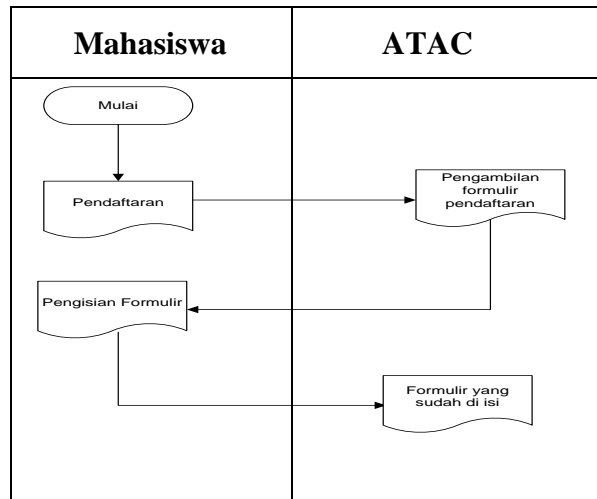 Mahasiswa
ATAC
Mulai
Pendaftaran
Pengambilan
formulir
pendaftaran
Pengisian Formulir
Formulir yang
sudah di isi